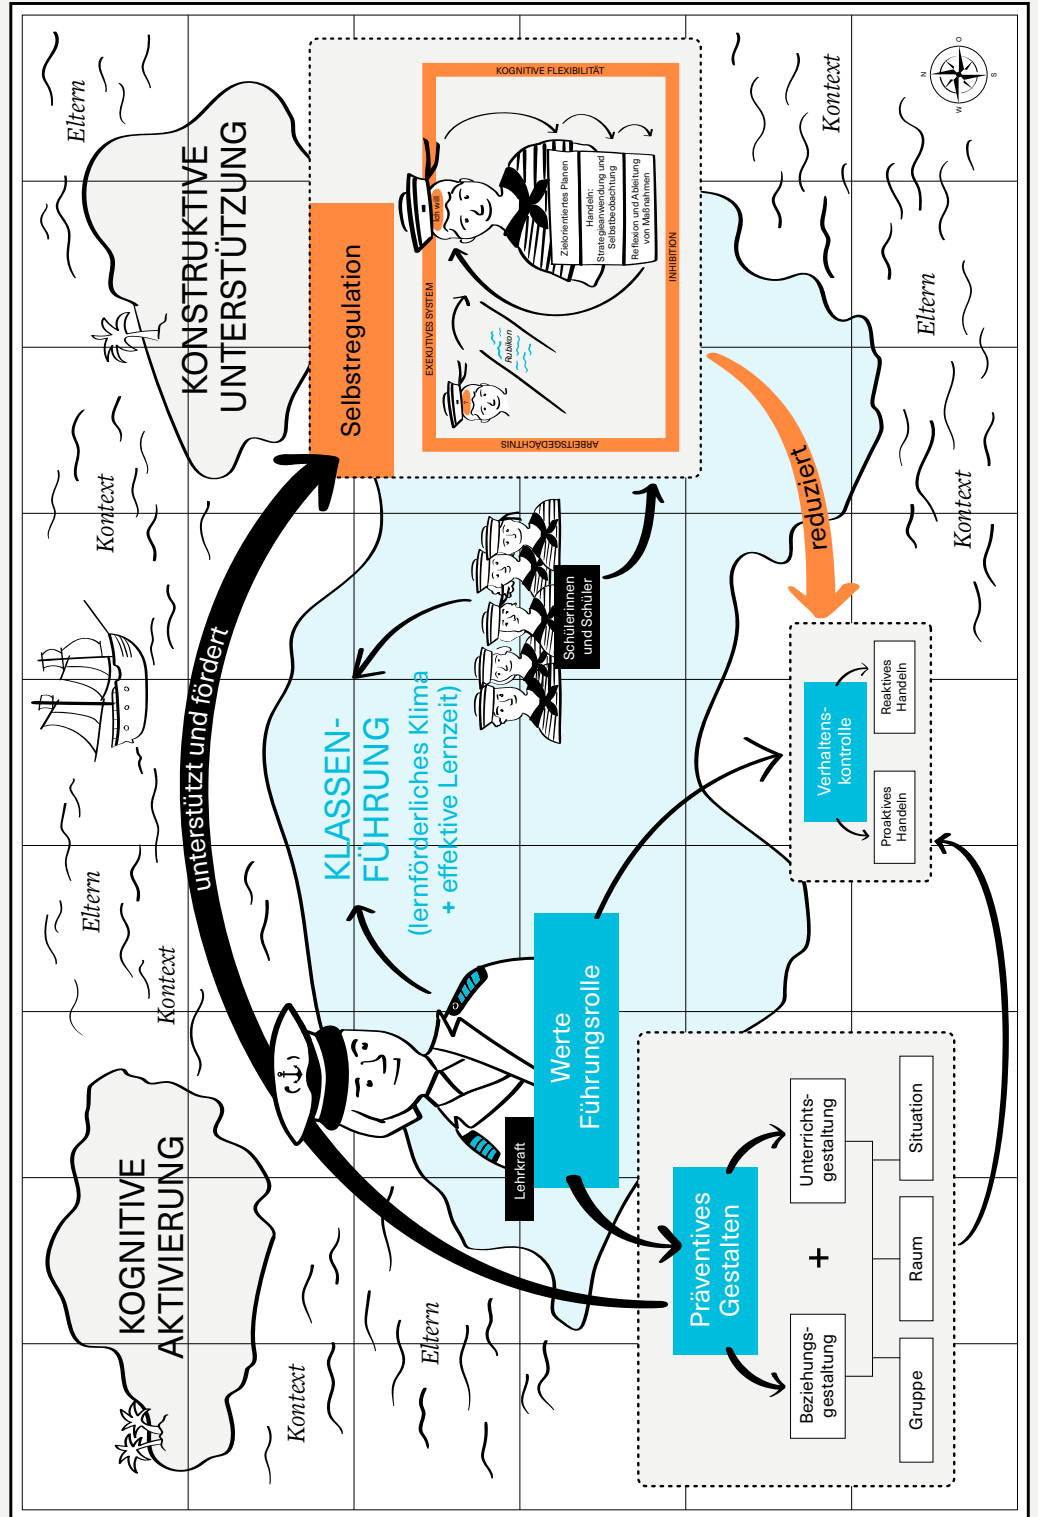 KOGNITIVE
AKTIVIERUNG
KONSTRUKTIVE
UNTERSTÜTZUNG
Eltern
Kontext
Eltern
Kontext
Kontext
Eltern
Kontext
Eltern
Kontext
N
O
S
W
unterstützt und fördert
KLASSEN-
FÜHRUNG
(lernförderliches Klima
+ effektive Lernzeit)
Lehrkraft
Werte
Führungsrolle
Schülerinnen
und Schüler
Selbstregulation
EXEKUTIVES SYSTEM
KOGNITIVE FLEXIBILITÄT
INHIBITION
ARBEITSGEDÄCHTNIS
?
Rubikon
Ich will
Zielorientiertes Planen
Handeln:
Strategieanwendung und
Selbstbeobachtung
Reflexion und Ableitung
von Maßnahmen
reduziert
Verhaltens-
kontrolle
Proaktives
Handeln
Reaktives
Handeln
Präventives
Gestalten
Beziehungs-
gestaltung
+
Unterrichts-
gestaltung
Gruppe
Raum
Situation